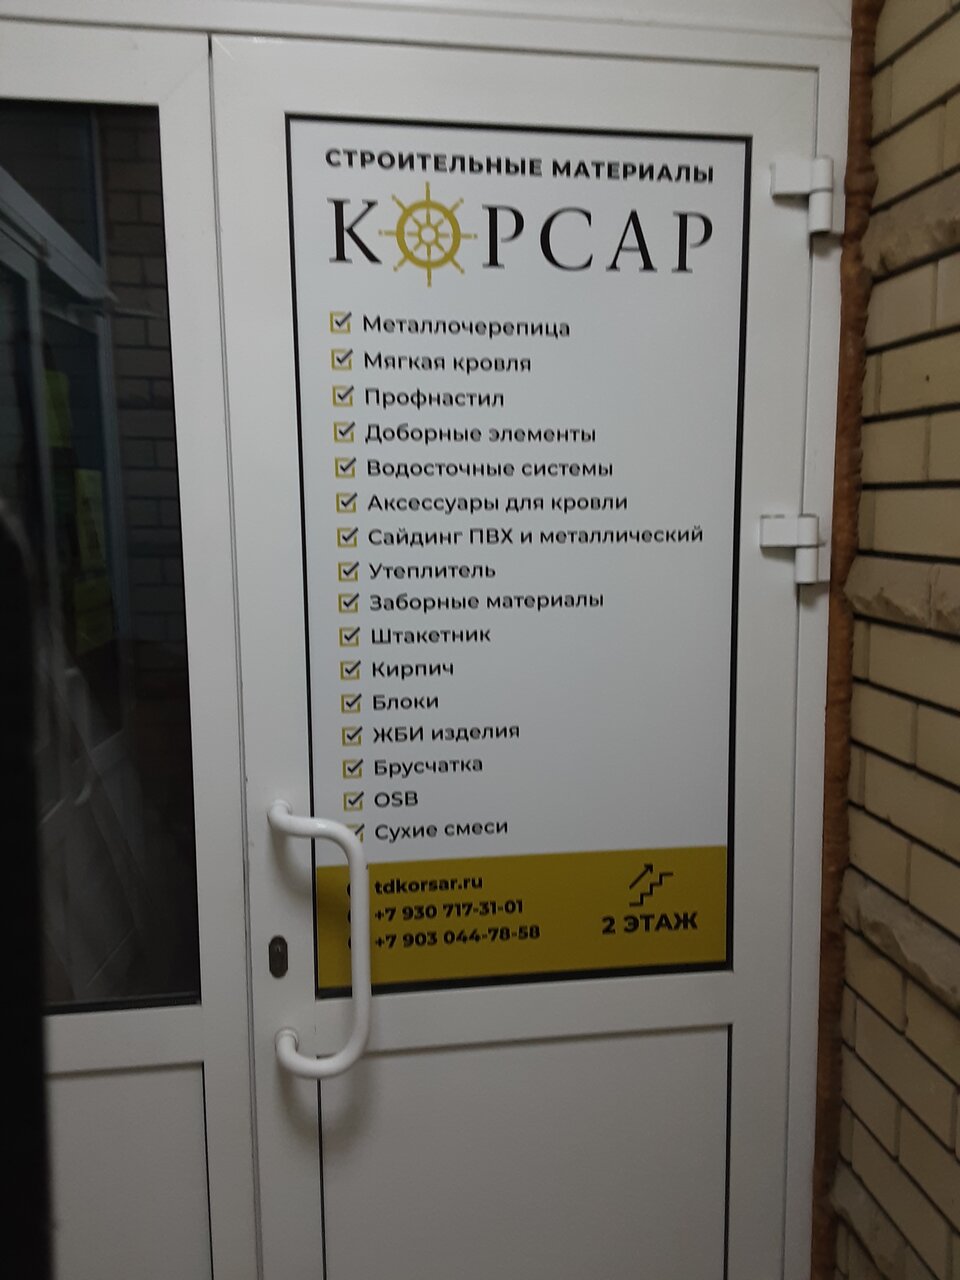 СТРОИТЕЛЬНЫЕ МАТЕРИАЛЫ
КОРСАР
Металлочерепица
Мягкая кровля
Профнастил
Доборные элементы
Водосточные системы
Аксессуары для кровли
Сайдинг ПВХ и металлический
Утеплитель
Заборные материалы
Штакетник
Кирпич
Блоки
ЖБИ изделия
Брусчатка
OSB
Сухие смеси
tdkorsar.ru
+7 930 717-31-01
+7 903 044-78-58
2 ЭТАЖ